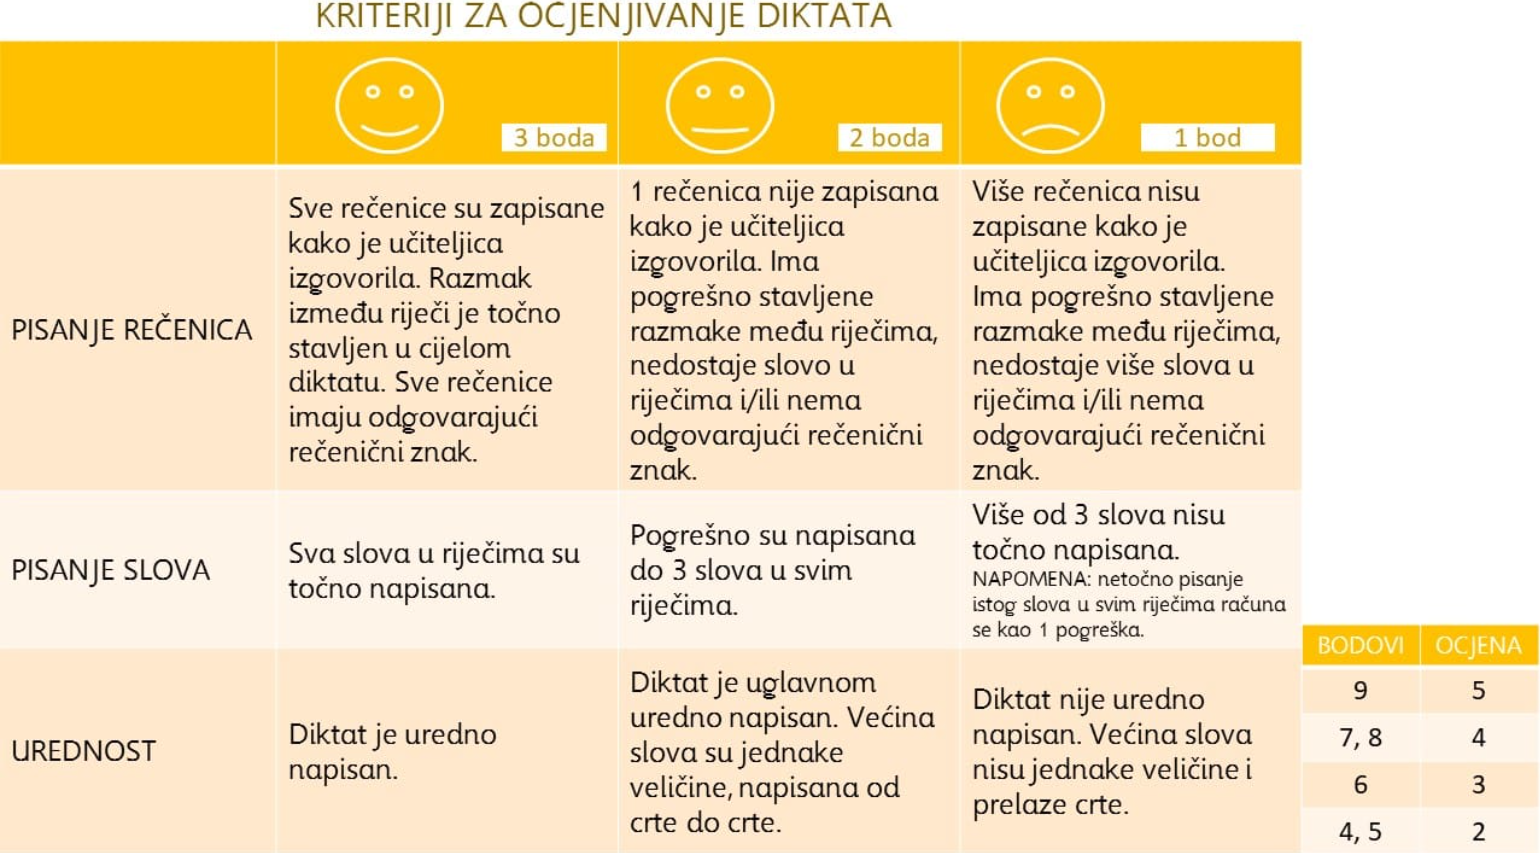 KRITERIJI ZA OCJENJIVANJE DIKTATA
3 boda
2 boda
1 bod
PISANJE REČENICA
Sve rečenice su zapisane
kako je učiteljica
izgovorila. Razmak
između riječi je točno
stavljen u cijelom
diktatu. Sve rečenice
imaju odgovarajući
rečenični znak.
1 rečenica nije zapisana
kako je učiteljica
izgovorila. Ima
pogrešno stavljene
razmake među riječima,
nedostaje slovo u
riječima i/ili nema
odgovarajući rečenični
znak.
Više rečenica nisu
zapisane kako je
učiteljica izgovorila.
Ima pogrešno stavljene
razmake među riječima,
nedostaje više slova u
riječima i/ili nema
odgovarajući rečenični
znak.
PISANJE SLOVA
Sva slova u riječima su
točno napisana.
Pogrešno su napisana
do 3 slova u svim
riječima.
Više od 3 slova nisu
točno napisana.
NAPOMENA: netočno pisanje
istog slova u svim riječima računa
se kao 1 pogreška.
UREDNOST
Diktat je uredno
napisan.
Diktat je uglavnom
uredno napisan. Većina
slova su jednake
veličine, napisana od
crte do crte.
Diktat nije uredno
napisan. Većina slova
nisu jednake veličine i
prelaze crte.
BODOVI OCJENA
9 5
7, 8 4
6 3
4, 5 2